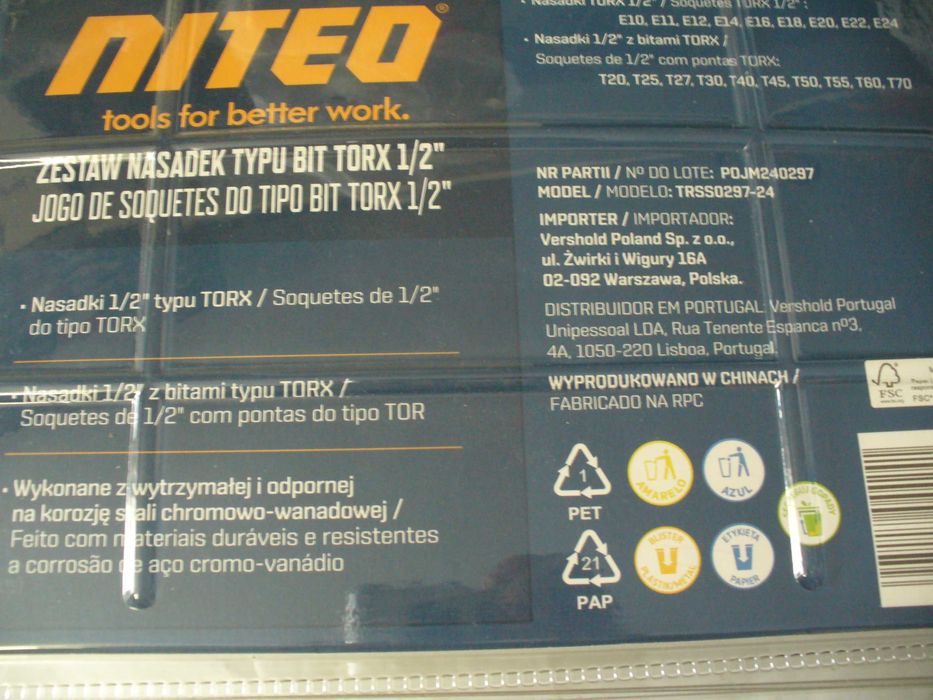 NITEO®
tools for better work.
ZESTAW NASADEK TYPU BIT TORX 1/2"
JOGO DE SOQUETES DO TIPO BIT TORX 1/2"
• Nasadki 1/2" typu TORX / Soquetes de 1/2"
do tipo TORX
• Nasadki 1/2" z bitami typu TORX /
Soquetes de 1/2" com pontas do tipo TOR
• Wykonane z wytrzymałej i odpornej
na korozję stali chromowo-wanadowej /
Feito com materiais duráveis e resistentes
a corrosão de aço cromo-vanádio
• Nasadki TORX 1/2" / Soquetes TORX 1/2":
E10, E11, E12, E14, E16, E18, E20, E22, E24
• Nasadki 1/2" z bitami TORX /
Soquetes de 1/2" com pontas TORX:
T20, T25, T27, T30, T40, T45, T50, T55, T60, T70
NR PARTII / Nº DO LOTE: POJM240297
MODEL / MODELO: TRSS0297-24
IMPORTER / IMPORTADOR:
Vershold Poland Sp. z o.o.,
ul. Żwirki i Wigury 16A
02-092 Warszawa, Polska.
DISTRIBUIDOR EM PORTUGAL: Vershold Portugal
Unipessoal LDA, Rua Tenente Espanca nº3,
4A, 1050-220 Lisboa, Portugal.
WYPRODUKOWANO W CHINACH /
FABRICADO NA RPC
FSC
1
PET
AMARELO
AZUL
21
PAP
BLISTER
PLASTIK/METAL
ETYKIETA
PAPIER